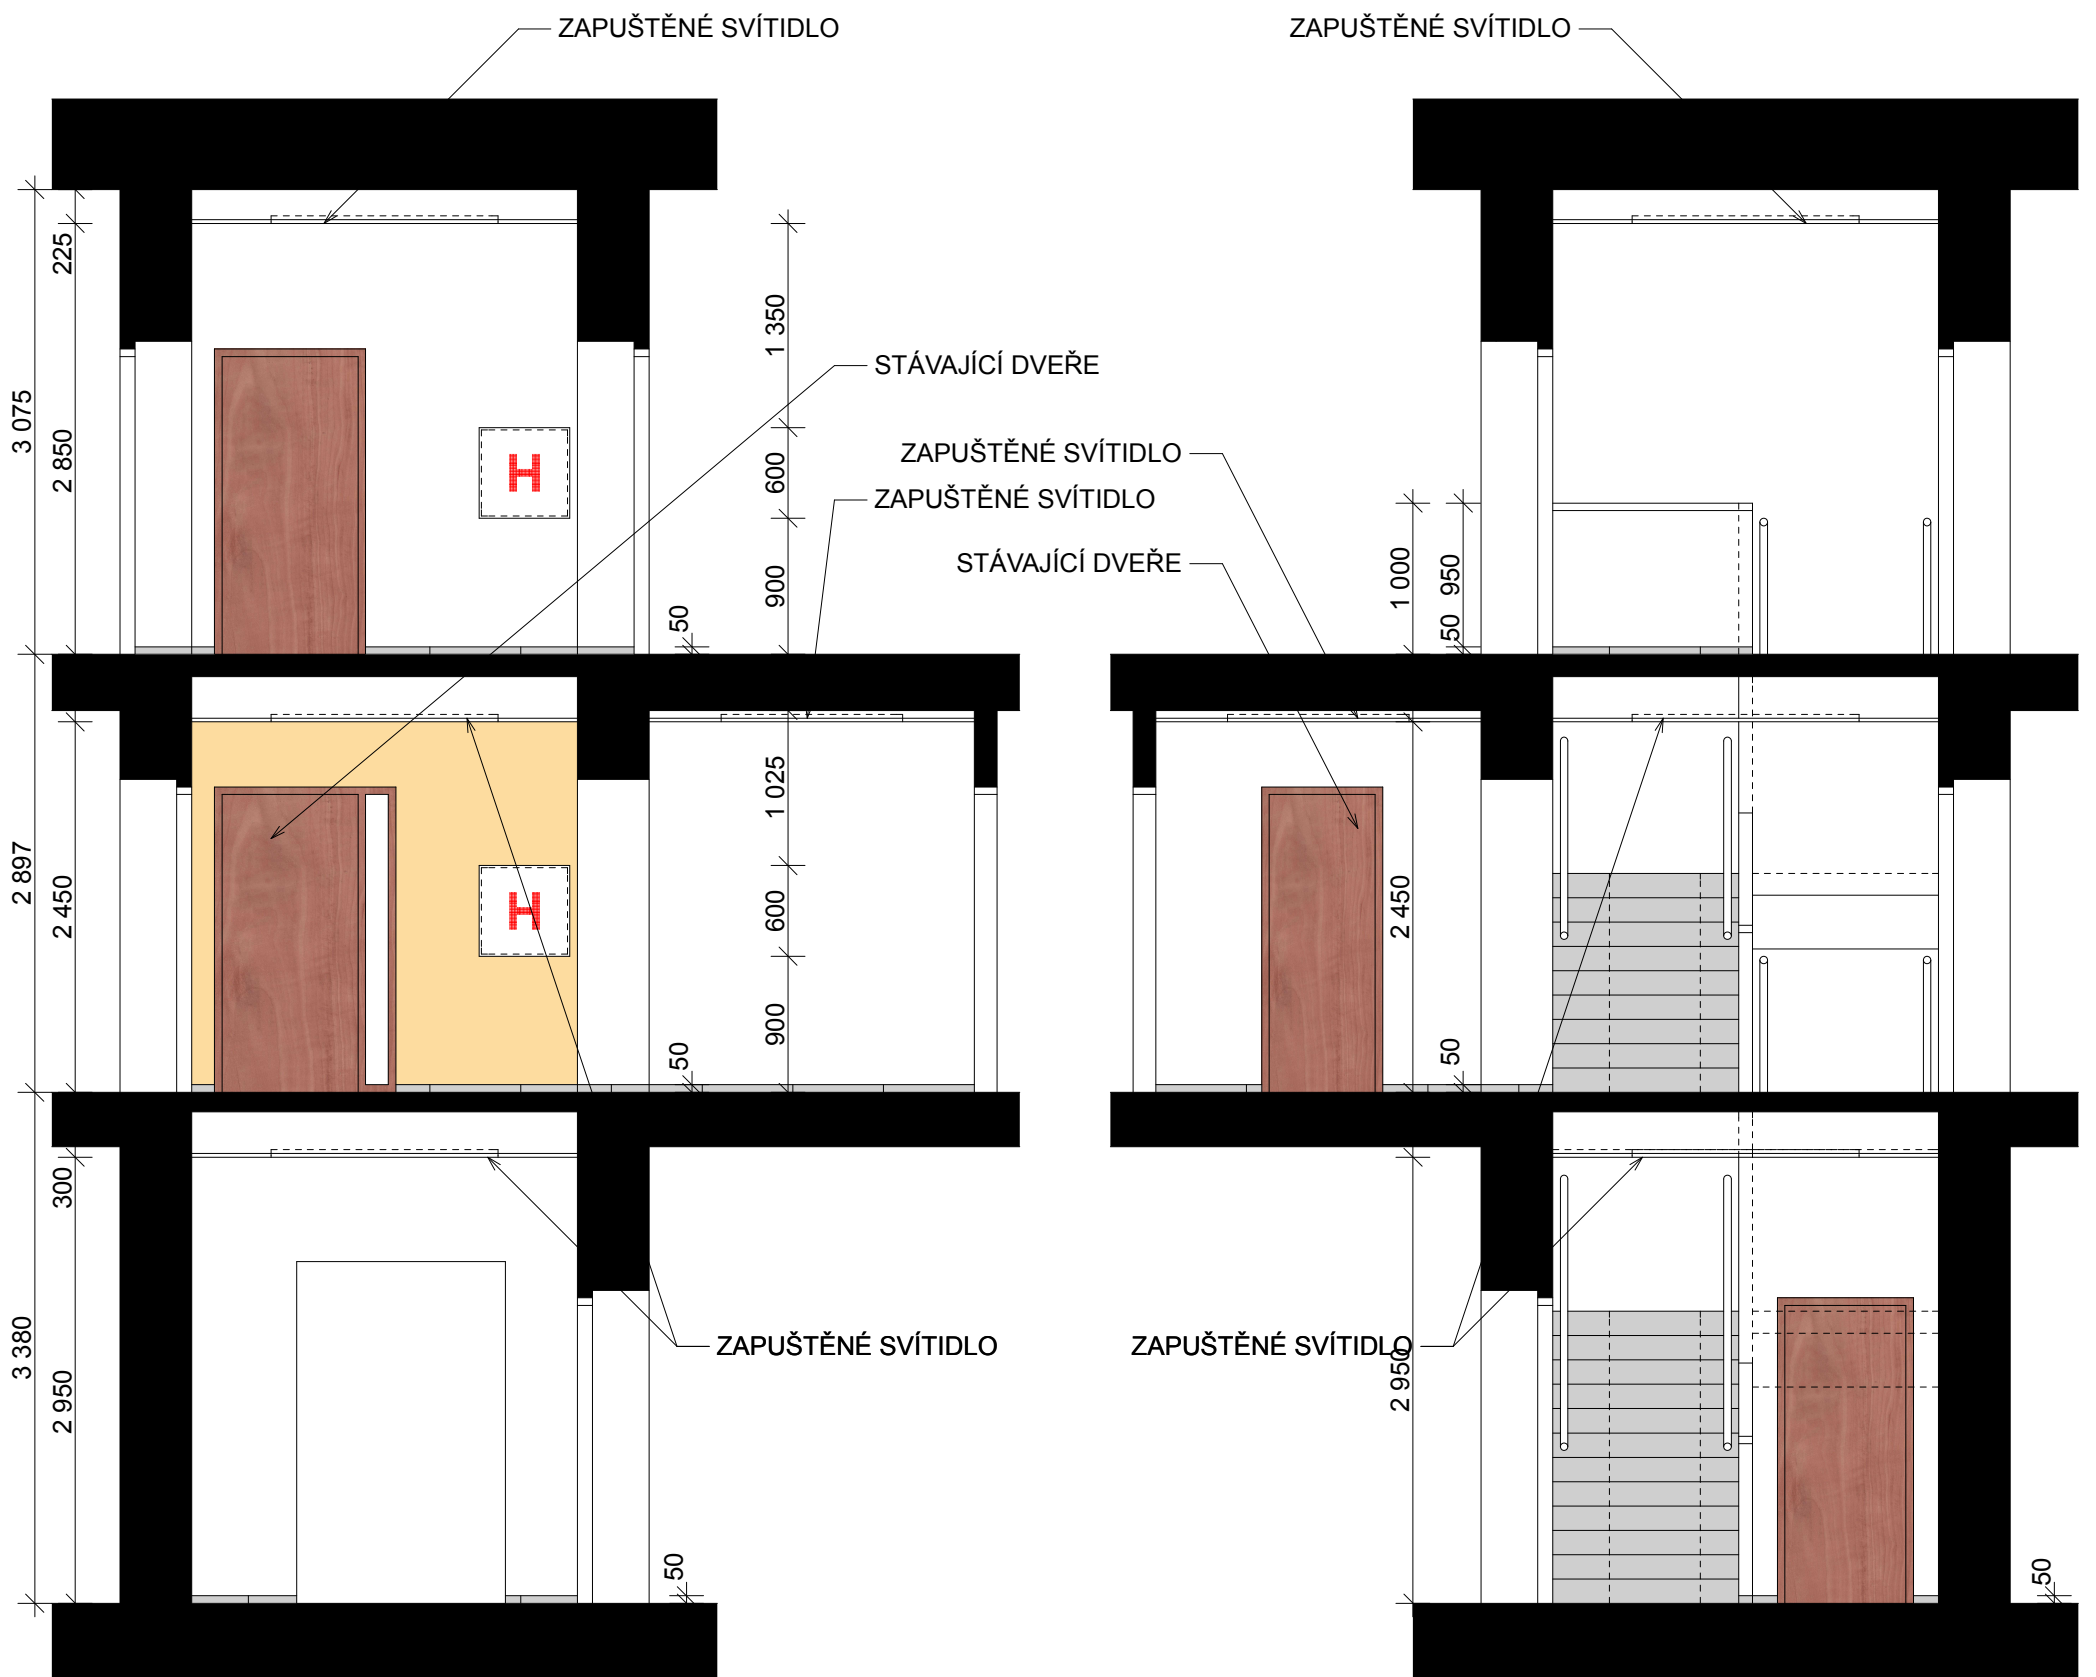 ZAPUŠTĚNÉ SVÍTIDLO
ZAPUŠTĚNÉ SVÍTIDLO
3 075
225
2 850
1 350
600
900
50
H
STÁVAJÍCÍ DVEŘE
ZAPUŠTĚNÉ SVÍTIDLO
ZAPUŠTĚNÉ SVÍTIDLO
STÁVAJÍCÍ DVEŘE
1 000
950
50
2 897
2 450
H
1 025
600
900
50
2 450
50
3 380
300
2 950
50
ZAPUŠTĚNÉ SVÍTIDLO
ZAPUŠTĚNÉ SVÍTIDLO
2 950
50